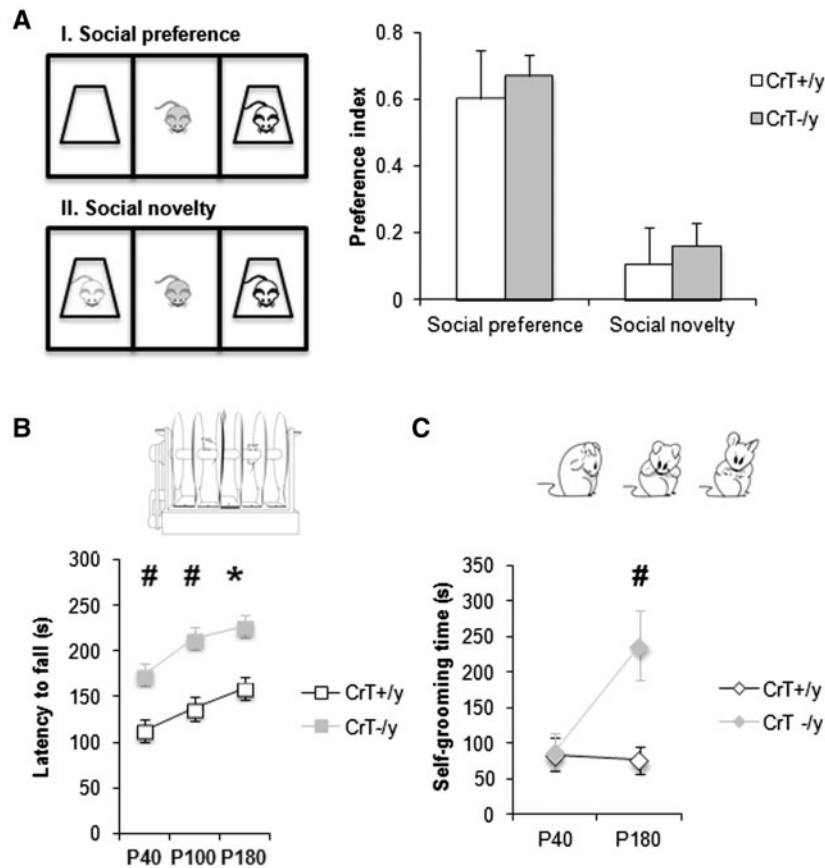 A
I. Social preference
II. Social novelty
Preference index
0.8
0.6
0.4
0.2
0
Social preference Social novelty
CrT+/y
CrT-/y
B
Latency to fall (s)
300
250
200
150
100
50
0
# # *
P40 P100 P180
CrT+/y
CrT-/y
C
Self-grooming time (s)
350
300
250
200
150
100
50
0
#
P40 P180
CrT+/y
CrT -/y